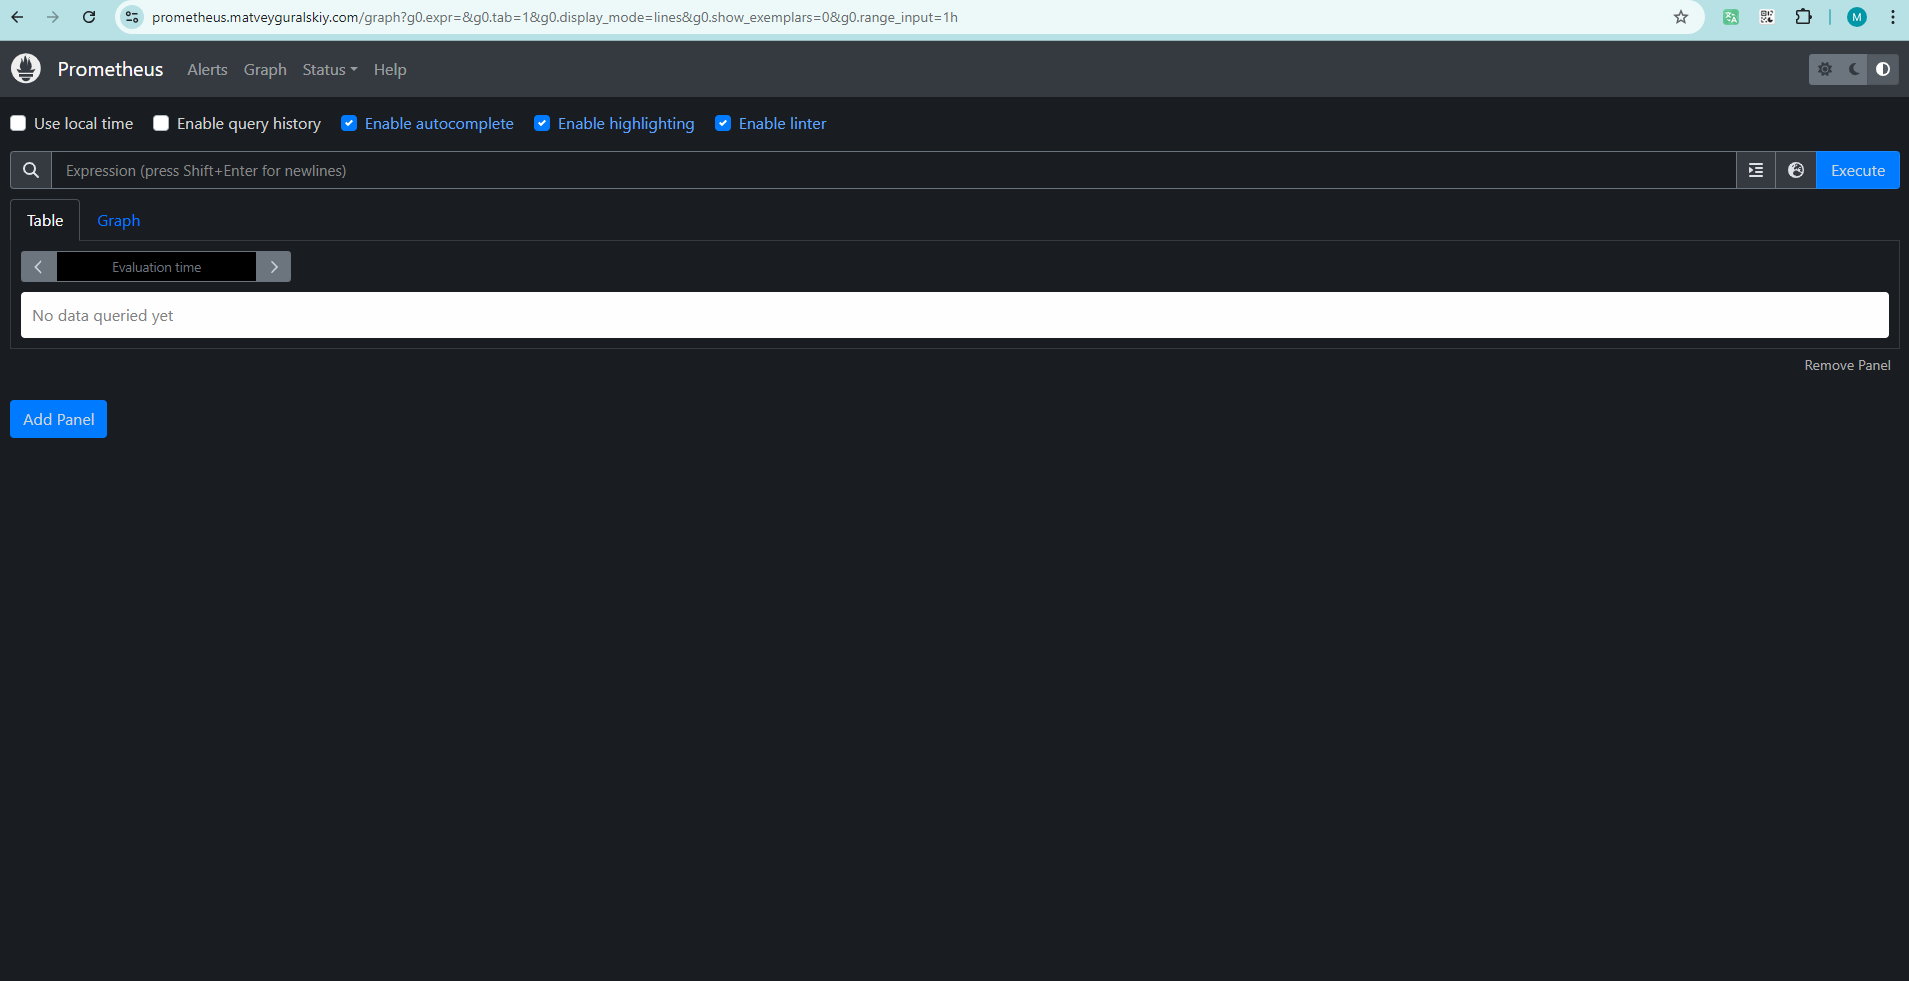 prometheus.matveyguralskiy.com/graph?g0.expr=&g0.tab=1&g0.display_mode=lines&g0.show_exemplars=0&g0.range_input=1h
M
Prometheus Alerts Graph Status Help
Use local time Enable query history Enable autocomplete Enable highlighting Enable linter
Expression (press Shift+Enter for newlines) Execute
Table Graph
Evaluation time
No data queried yet
Remove Panel
Add Panel